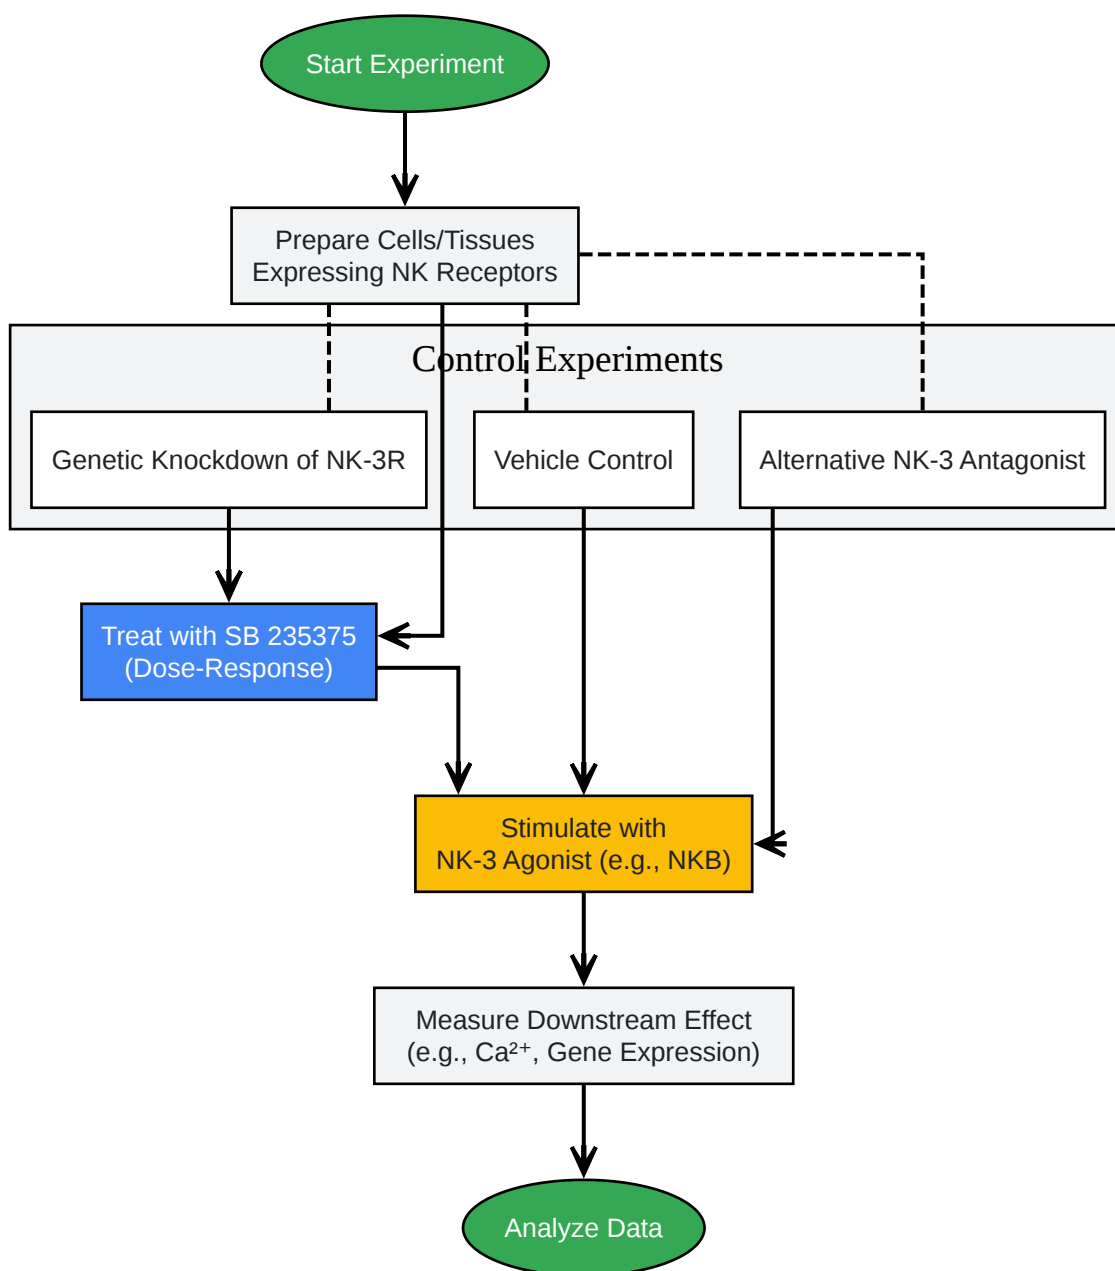 Start Experiment
Prepare Cells/Tissues
Expressing NK Receptors
Control Experiments
Genetic Knockdown of NK-3R
Vehicle Control
Alternative NK-3 Antagonist
Treat with SB 235375
(Dose-Response)
Stimulate with
NK-3 Agonist (e.g., NKB)
Measure Downstream Effect
(e.g., Ca²⁺, Gene Expression)
Analyze Data